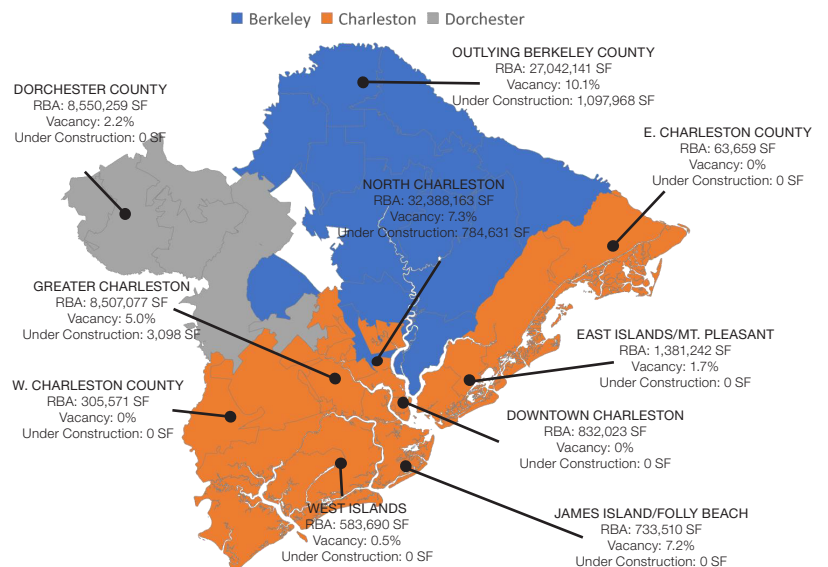 Berkeley
Charleston
Dorchester
OUTLYING BERKELEY COUNTY
RBA: 27,042,141 SF
Vacancy: 10.1%
Under Construction: 1,097,968 SF
DORCHESTER COUNTY
RBA: 8,550,259 SF
Vacancy: 2.2%
Under Construction: 0 SF
E. CHARLESTON COUNTY
RBA: 63,659 SF
Vacancy: 0%
Under Construction: 0 SF
NORTH CHARLESTON
RBA: 32,388,163 SF
Vacancy: 7.3%
Under Construction: 784,631 SF
GREATER CHARLESTON
RBA: 8,507,077 SF
Vacancy: 5.0%
Under Construction: 3,098 SF
EAST ISLANDS/MT. PLEASANT
RBA: 1,381,242 SF
Vacancy: 1.7%
Under Construction: 0 SF
W. CHARLESTON COUNTY
RBA: 305,571 SF
Vacancy: 0%
Under Construction: 0 SF
DOWNTOWN CHARLESTON
RBA: 832,023 SF
Vacancy: 0%
Under Construction: 0 SF
WEST ISLANDS
RBA: 583,690 SF
Vacancy: 0.5%
Under Construction: 0 SF
JAMES ISLAND/FOLLY BEACH
RBA: 733,510 SF
Vacancy: 7.2%
Under Construction: 0 SF